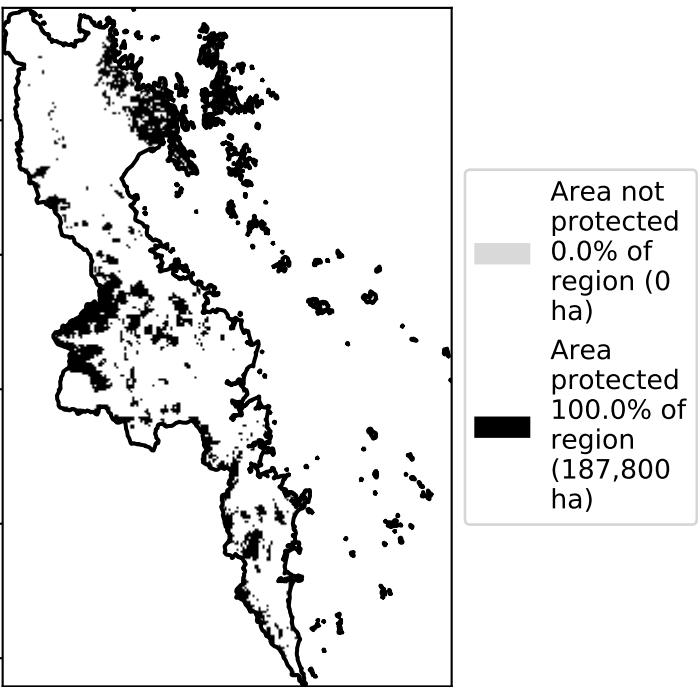 Area not
protected
0.0% of
region (0
ha)
Area
protected
100.0% of
region
(187,800
ha)